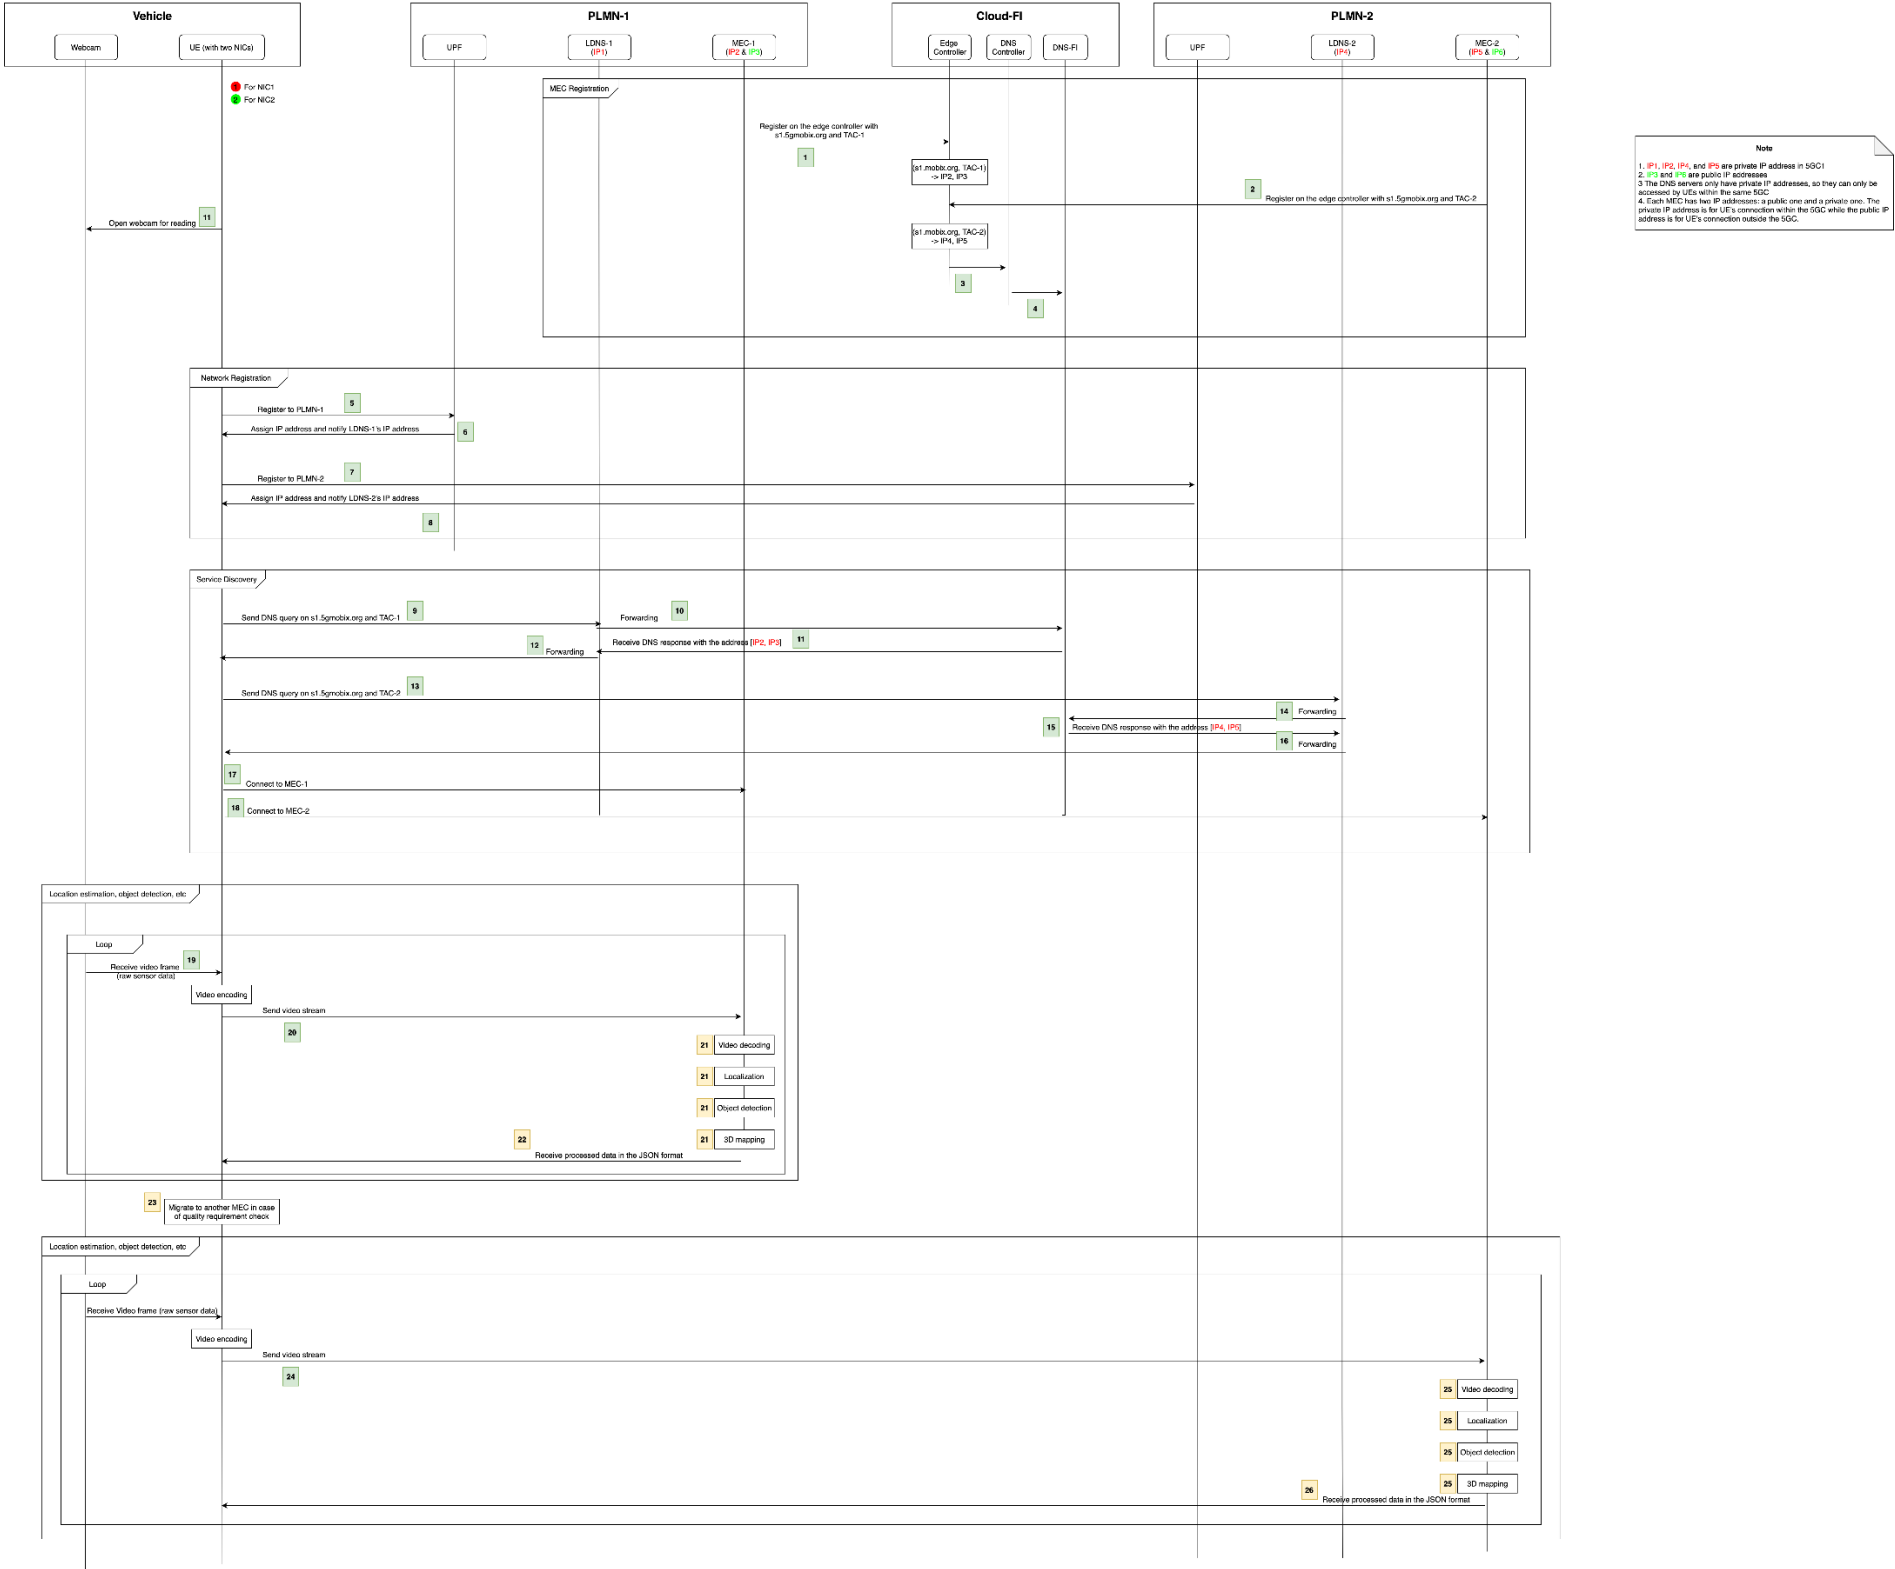 Vehicle
PLMN-1
Cloud-FI
PLMN-2
Webcam
UE (with two NICs)
UPF
LDNS-1
(IP1)
MEC-1
(IP2 & IP3)
Edge
Controller
DNS
Controller
DNS-FI
UPF
LDNS-2
(IP4)
MEC-2
(IP5 & IP6)
1 For NIC1
2 For NIC2
MEC Registration
Register on the edge controller with
s1.5gmobix.org and TAC-1
1
(s1.mobix.org, TAC-1)
-> IP2, IP3
2
Register on the edge controller with s1.5gmobix.org and TAC-2
Note
1. IP1, IP2, IP4, and IP5 are private IP address in 5GC1
2. IP3 and IP6 are public IP addresses
3 The DNS servers only have private IP addresses, so they can only be
accessed by UEs within the same 5GC
4. Each MEC has two IP addresses: a public one and a private one. The
private IP address is for UE's connection within the 5GC while the public IP
address is for UE's connection outside the 5GC.
11
Open webcam for reading
(s1.mobix.org, TAC-2)
-> IP4, IP5
3
4
Network Registration
5
Register to PLMN-1
Assign IP address and notify LDNS-1's IP address
6
7
Register to PLMN-2
Assign IP address and notify LDNS-2's IP address
8
Service Discovery
9
Send DNS query on s1.5gmobix.org and TAC-1
10
Forwarding
11
Receive DNS response with the address [IP2, IP3]
12
Forwarding
13
Send DNS query on s1.5gmobix.org and TAC-2
14
Forwarding
15
Receive DNS response with the address [IP4, IP5]
16
Forwarding
17
Connect to MEC-1
18
Connect to MEC-2
Location estimation, object detection, etc
Loop
19
Receive video frame
(raw sensor data)
Video encoding
Send video stream
20
21
Video decoding
21
Localization
21
Object detection
22
21
3D mapping
Receive processed data in the JSON format
23
Migrate to another MEC in case
of quality requirement check
Location estimation, object detection, etc
Loop
Receive Video frame (raw sensor data)
Video encoding
Send video stream
24
25
Video decoding
25
Localization
25
Object detection
25
3D mapping
26
Receive processed data in the JSON format